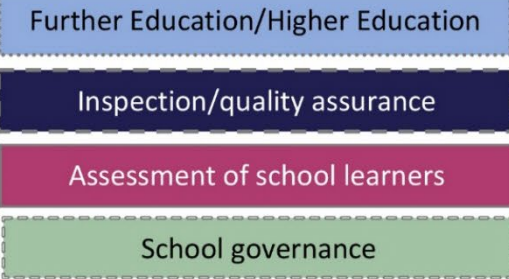 Further Education/Higher Education
Inspection/quality assurance
Assessment of school learners
School governance